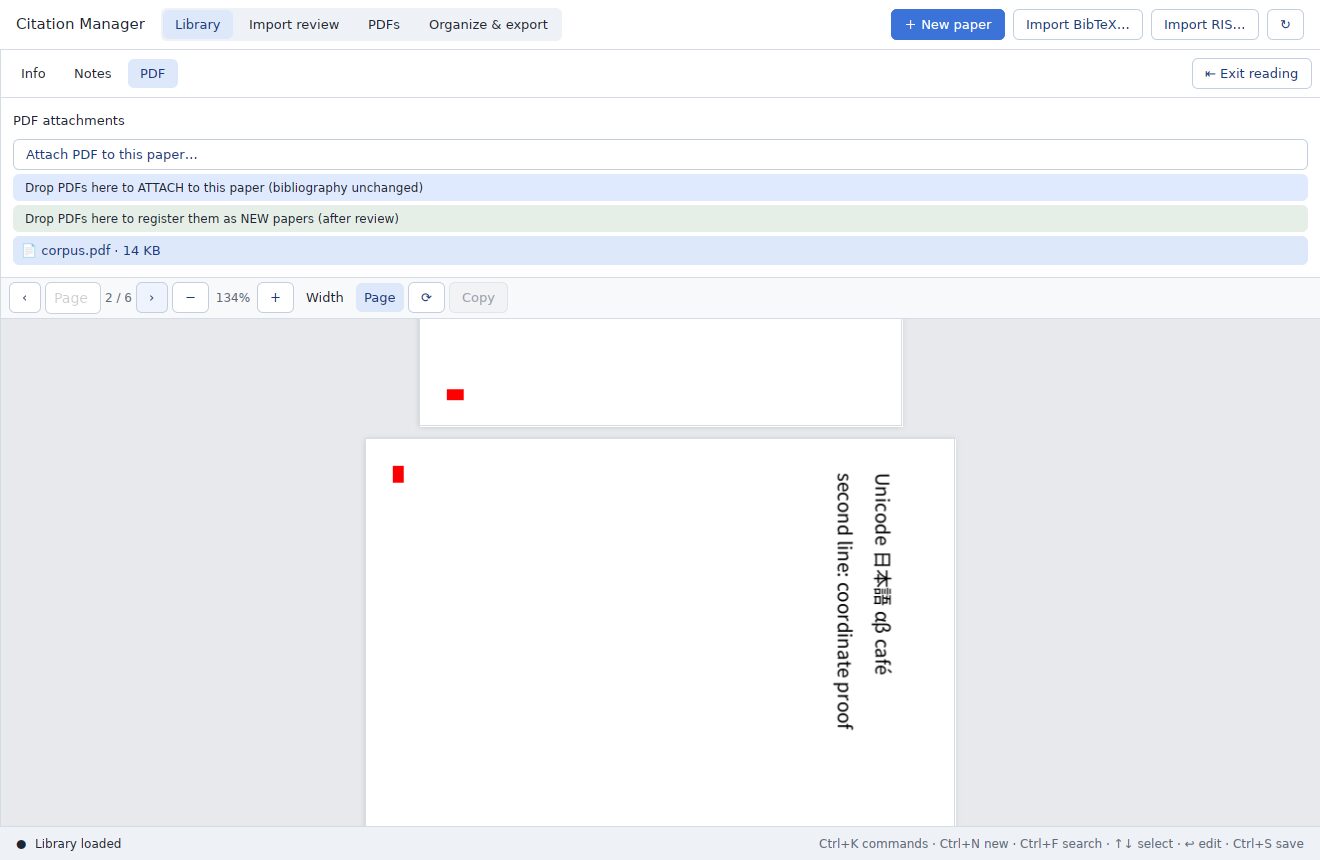 Citation Manager
Library
Import review
PDFs
Organize & export
+ New paper
Import BibTeX...
Import RIS...
↻
Info
Notes
PDF
⇤ Exit reading
PDF attachments
Attach PDF to this paper...
Drop PDFs here to ATTACH to this paper (bibliography unchanged)
Drop PDFs here to register them as NEW papers (after review)
corpus.pdf · 14 KB
‹
Page
2 / 6
›
−
134%
+
Width
Page
⟳
Copy
Unicode 日本語 αβ café
second line: coordinate proof
● Library loaded
Ctrl+K commands · Ctrl+N new · Ctrl+F search · ↑↓ select · ↩ edit · Ctrl+S save